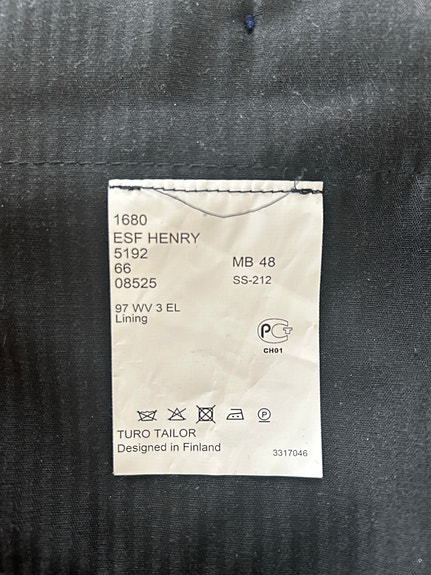 1680
ESF HENRY
5192
66
08525
MB 48
SS-212
97 WV 3 EL
Lining
РСТ
CH01
P
TURO TAILOR
Designed in Finland
3317046